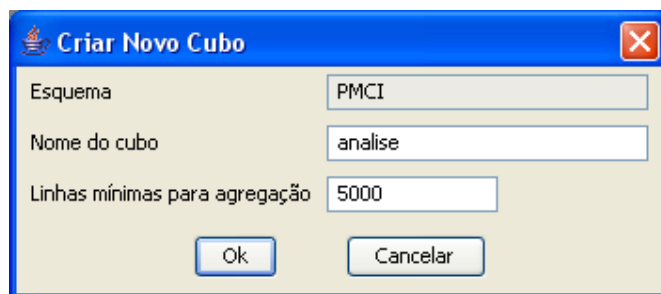 Criar Novo Cubo
Esquema PMCI
Nome do cubo analise
Linhas mínimas para agregação 5000
Ok Cancelar